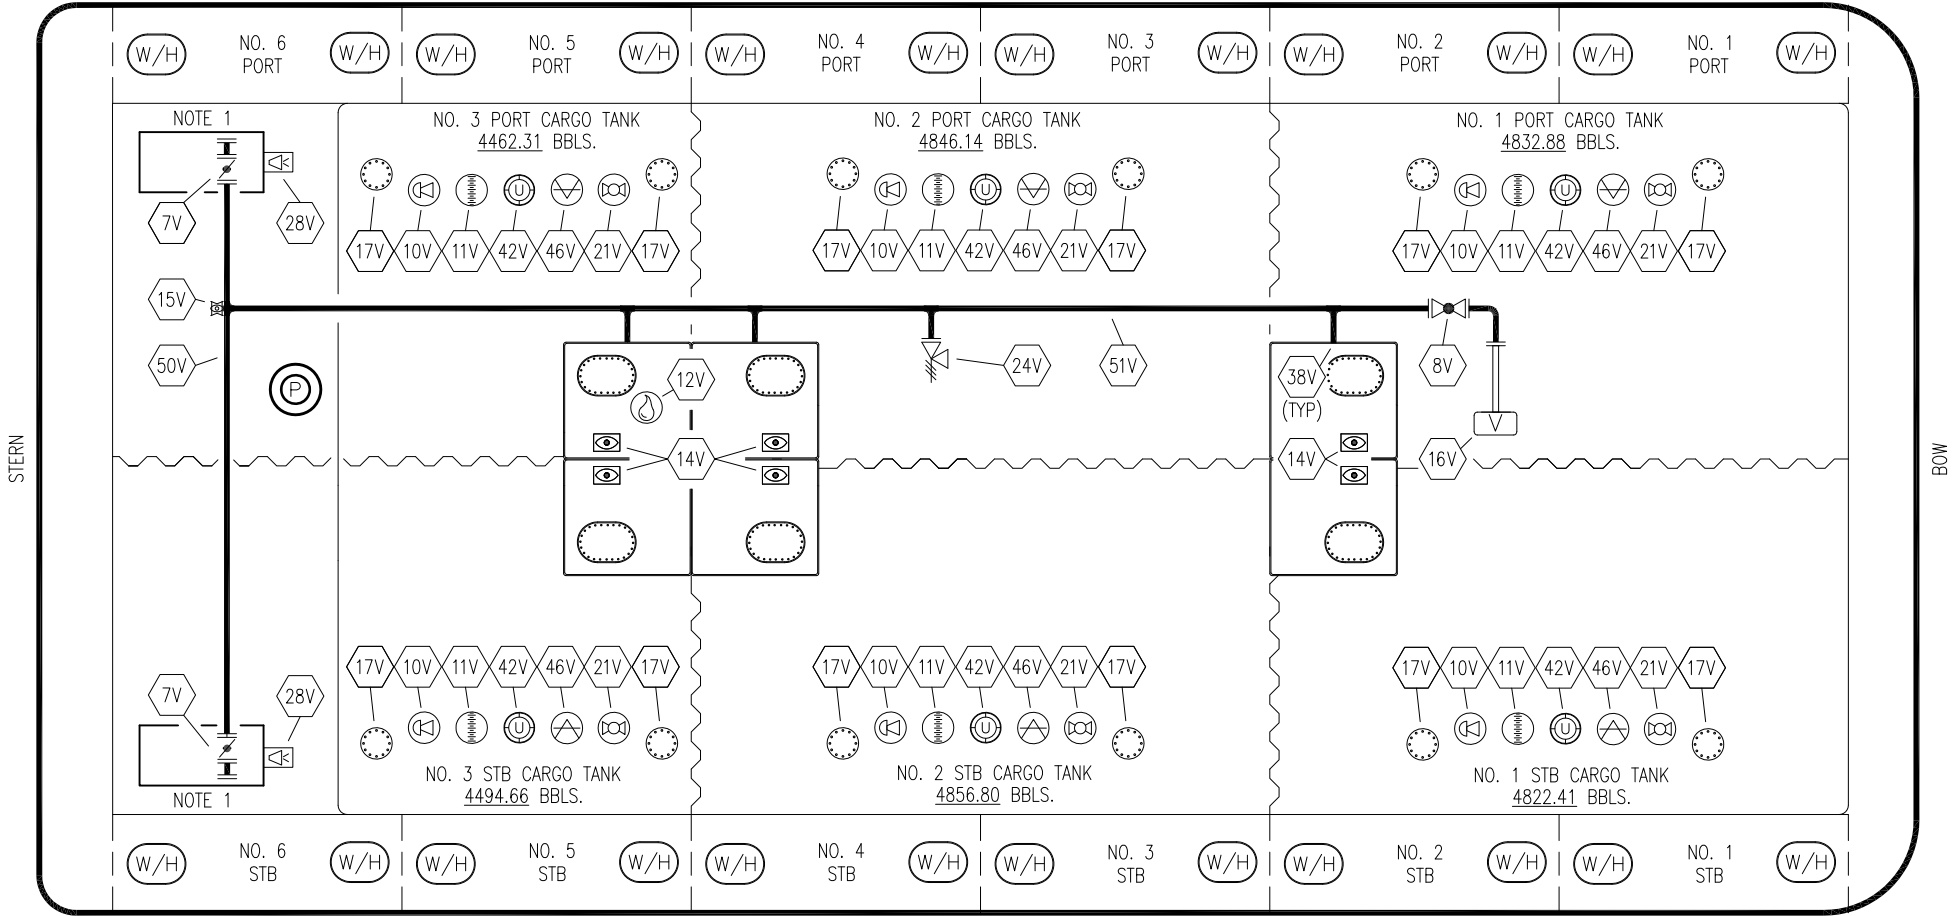 W/H NO. 6 W/H W/H NO. 5 W/H W/H NO. 4 W/H W/H NO. 3 W/H W/H NO. 2 W/H W/H NO. 1 W/H
PORT PORT PORT PORT PORT PORT
NOTE 1
NO. 3 PORT CARGO TANK
4462.31 BBLS.
NO. 2 PORT CARGO TANK
4846.14 BBLS.
NO. 1 PORT CARGO TANK
4832.88 BBLS.
U U U
7V 28V
17V 10V 11V 42V 46V 21V 17V
17V 10V 11V 42V 46V 21V 17V
17V 10V 11V 42V 46V 21V 17V
15V
50V
P
12V
24V
51V
38V
(TYP)
8V
V
14V
14V
16V
STERN
BOW
7V 28V
17V 10V 11V 42V 46V 21V 17V
17V 10V 11V 42V 46V 21V 17V
17V 10V 11V 42V 46V 21V 17V
U U U
NOTE 1
NO. 3 STB CARGO TANK
4494.66 BBLS.
NO. 2 STB CARGO TANK
4856.80 BBLS.
NO. 1 STB CARGO TANK
4822.41 BBLS.
W/H NO. 6 W/H W/H NO. 5 W/H W/H NO. 4 W/H W/H NO. 3 W/H W/H NO. 2 W/H W/H NO. 1 W/H
STB STB STB STB STB STB